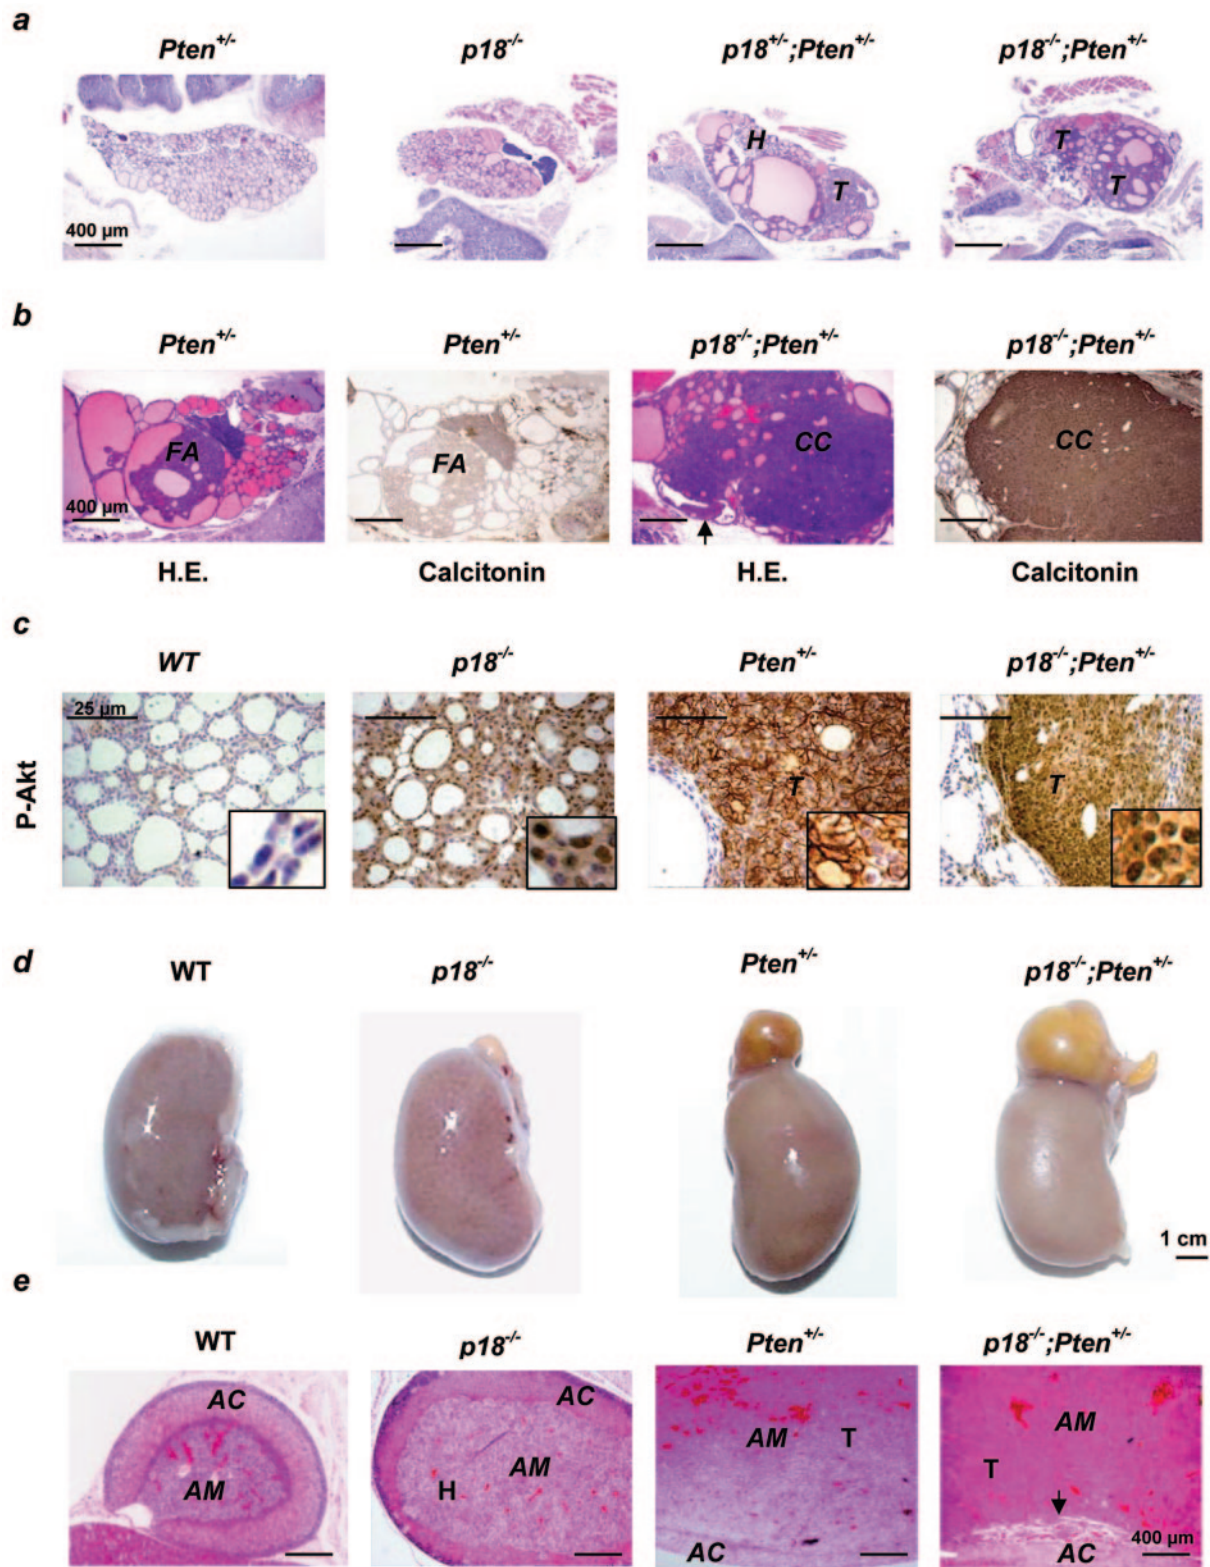 a
Pten+/- p18-/- p18+/-;Pten+/- p18-/-;Pten+/-
H T T T
400 µm
b
Pten+/- Pten+/- p18-/-;Pten+/- p18-/-;Pten+/-
FA FA CC CC
400 µm
H.E. Calcitonin H.E. Calcitonin
c
WT p18-/- Pten+/- p18-/-;Pten+/-
25 µm
P-Akt
T T
d
WT p18-/- Pten+/- p18-/-;Pten+/-
1 cm
e
WT p18-/- Pten+/- p18-/-;Pten+/-
AC AC AM T AM
AM H AM T
AC AC 400 µm